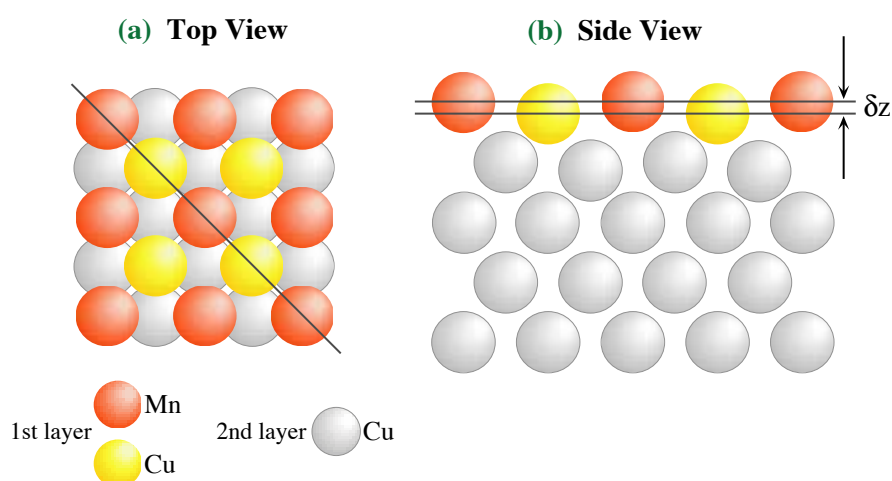 (a) Top View
(b) Side View
δz
1st layer
Mn
Cu
2nd layer
Cu